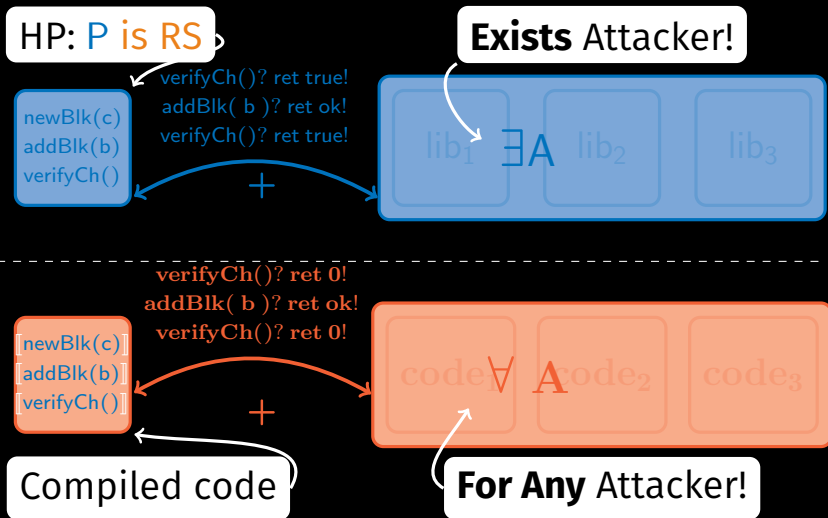 HP: P is RS
Exists Attacker!
verifyCh()? ret true!
addBlk( b )? ret ok!
verifyCh()? ret true!
newBlk(c)
addBlk(b)
verifyCh()
+
lib₁ ∃A lib₂ lib₃
verifyCh()? ret 0!
addBlk( b )? ret ok!
verifyCh()? ret 0!
⟦newBlk(c)⟧
⟦addBlk(b)⟧
⟦verifyCh()⟧
+
code₁ ∀ A code₂ code₃
Compiled code
For Any Attacker!